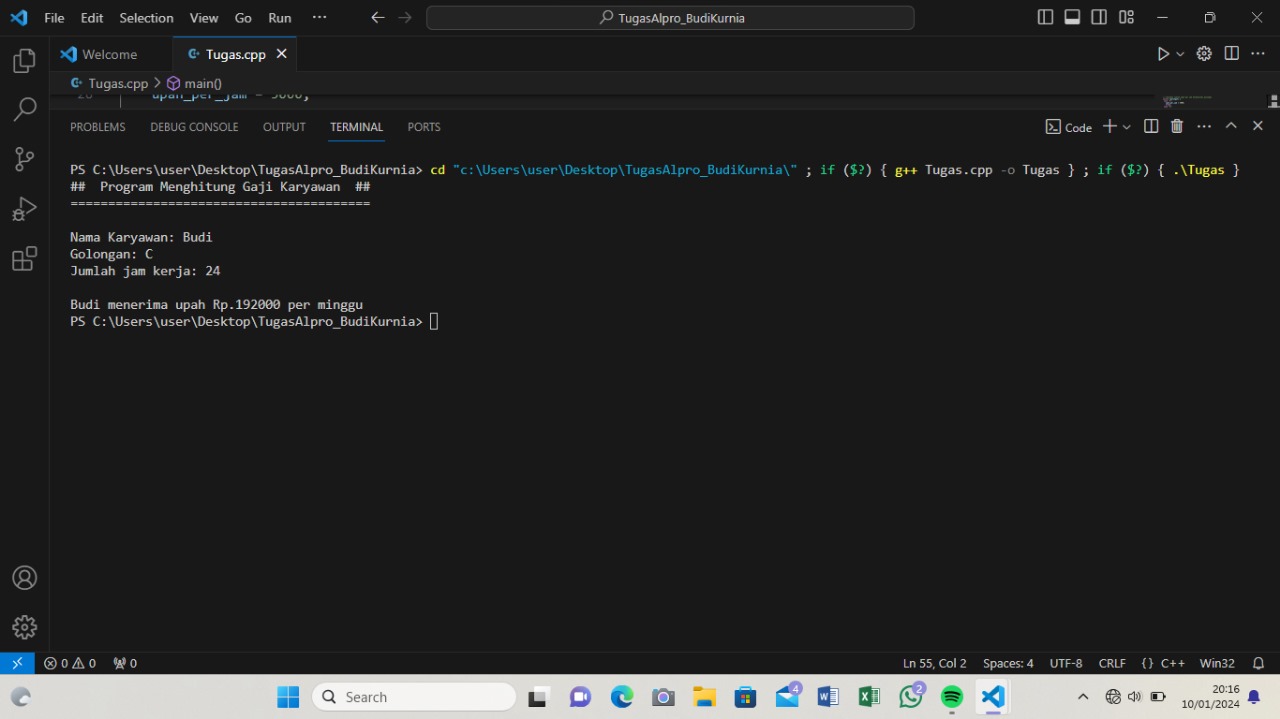 File Edit Selection View Go Run ··· TugasAlpro_BudiKurnia
Welcome Tugas.cpp
Tugas.cpp > main()
PROBLEMS DEBUG CONSOLE OUTPUT TERMINAL PORTS Code
PS C:\Users\user\Desktop\TugasAlpro_BudiKurnia> cd "c:\Users\user\Desktop\TugasAlpro_BudiKurnia\" ; if ($?) { g++ Tugas.cpp -o Tugas } ; if ($?) { .\Tugas }
## Program Menghitung Gaji Karyawan ##
========================================
Nama Karyawan: Budi
Golongan: C
Jumlah jam kerja: 24
Budi menerima upah Rp.192000 per minggu
PS C:\Users\user\Desktop\TugasAlpro_BudiKurnia>
0 0 0 Ln 55, Col 2 Spaces: 4 UTF-8 CRLF {} C++ Win32
Search 4 2 20:16
10/01/2024